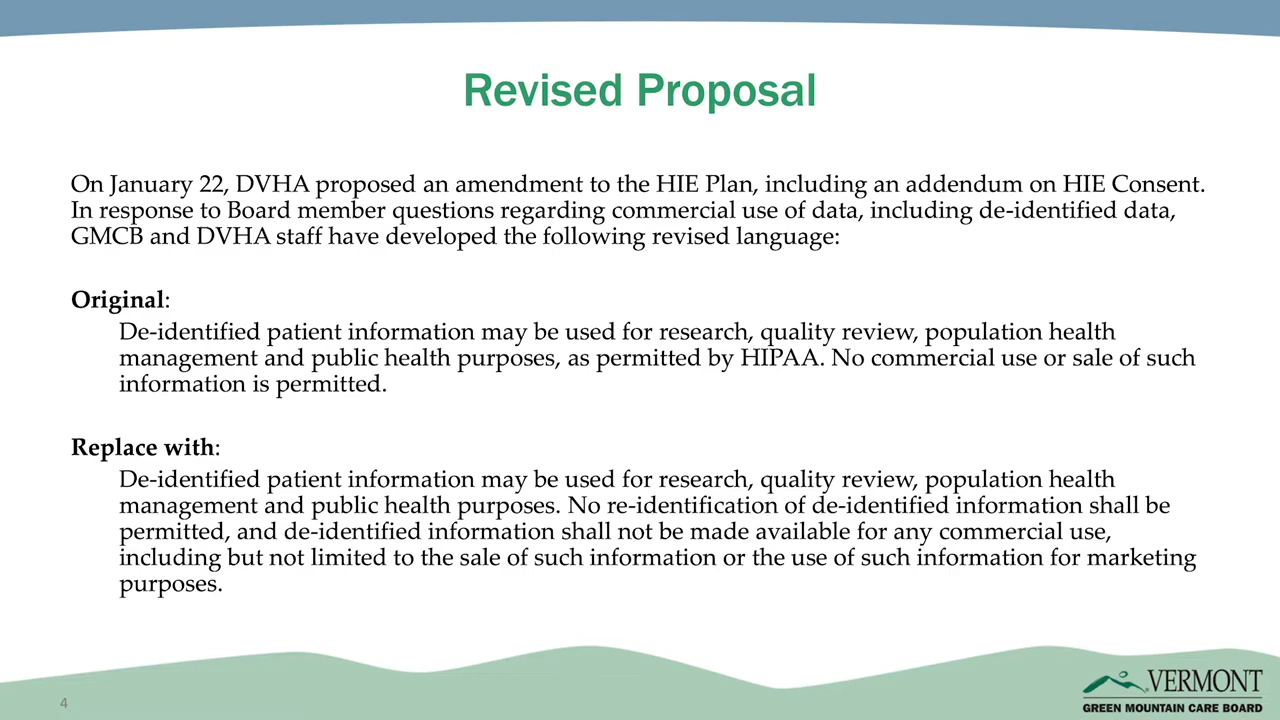 Revised Proposal
On January 22, DVHA proposed an amendment to the HIE Plan, including an addendum on HIE Consent.
In response to Board member questions regarding commercial use of data, including de-identified data,
GMCB and DVHA staff have developed the following revised language:
Original:
De-identified patient information may be used for research, quality review, population health
management and public health purposes, as permitted by HIPAA. No commercial use or sale of such
information is permitted.
Replace with:
De-identified patient information may be used for research, quality review, population health
management and public health purposes. No re-identification of de-identified information shall be
permitted, and de-identified information shall not be made available for any commercial use,
including but not limited to the sale of such information or the use of such information for marketing
purposes.
4
VERMONT
GREEN MOUNTAIN CARE BOARD